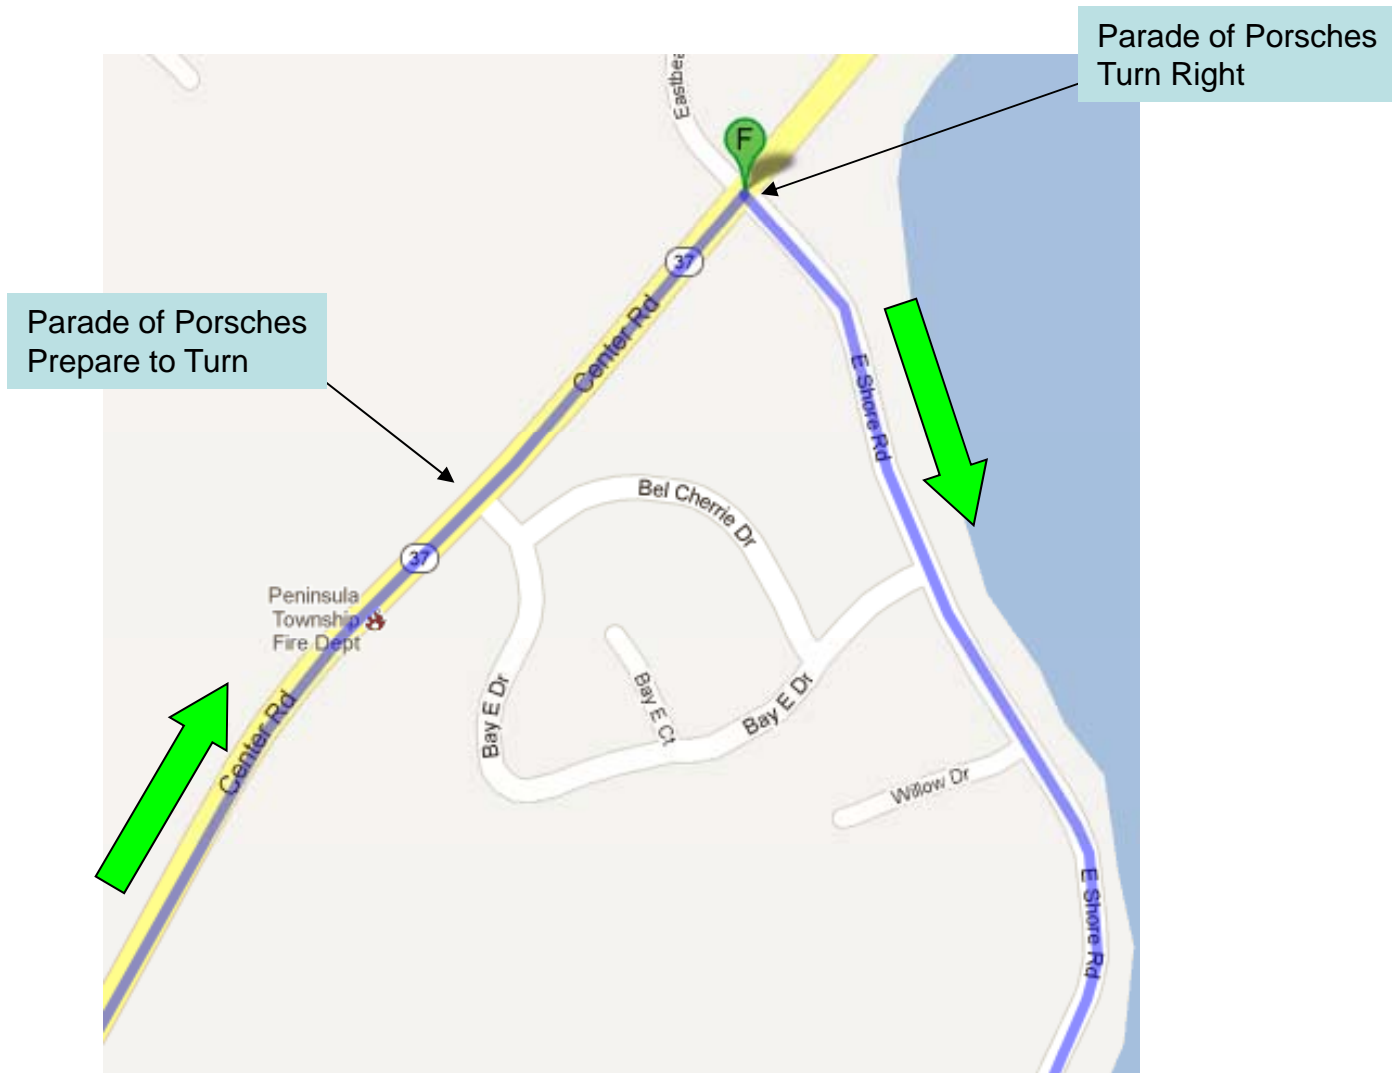 Parade of Porsches
Turn Right
F
37
Center Rd
E Shore Rd
Parade of Porsches
Prepare to Turn
Bel Cherrie Dr
37
Peninsula
Township
Fire Dept
Center Rd
Bay E Dr
Bay E Ct
Bay E Dr
Willow Dr
E Shore Rd